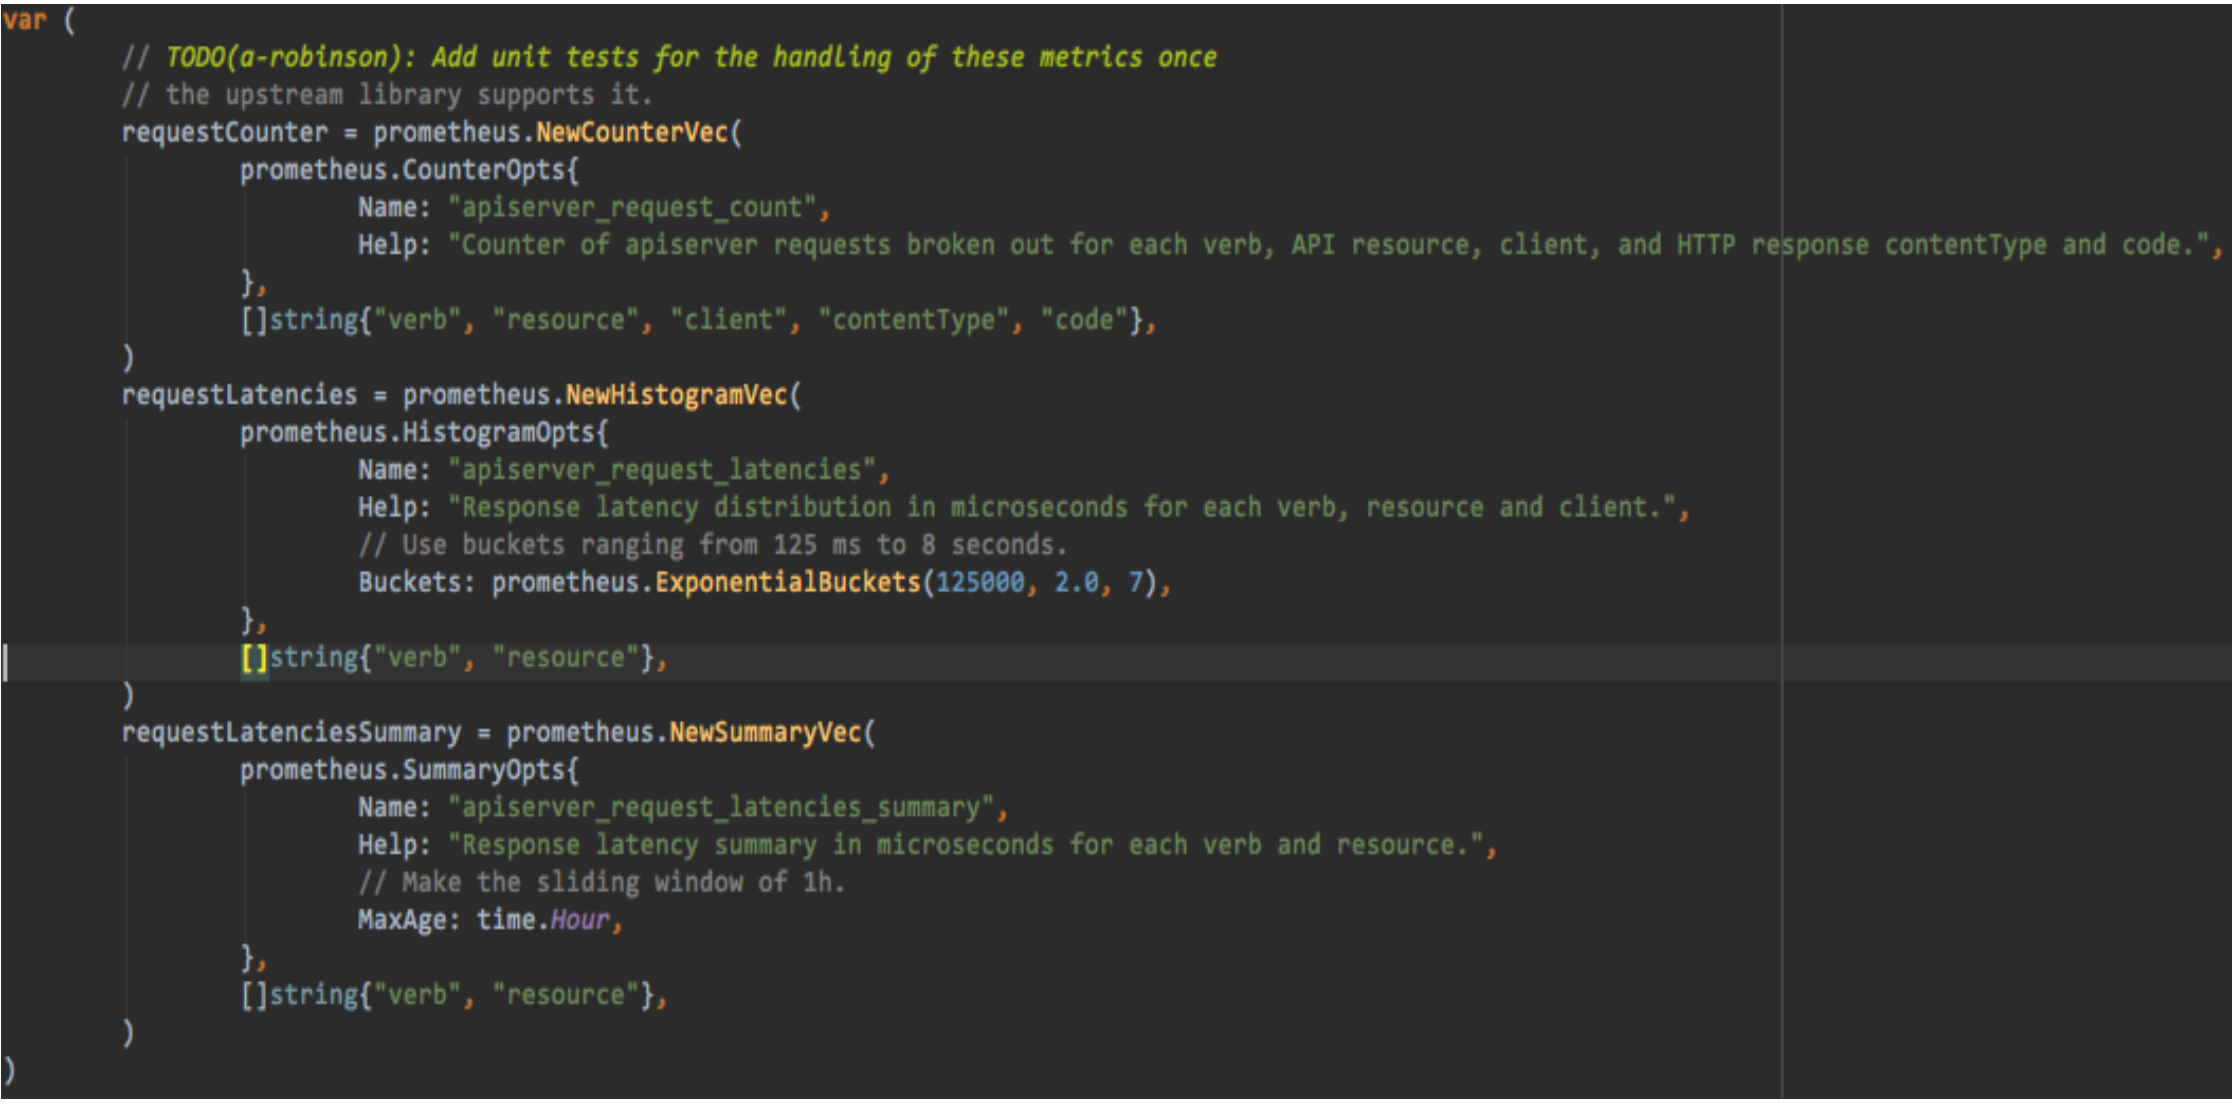 var (
// TODO(a-robinson): Add unit tests for the handling of these metrics once
// the upstream library supports it.
requestCounter = prometheus.NewCounterVec(
prometheus.CounterOpts{
Name: "apiserver_request_count",
Help: "Counter of apiserver requests broken out for each verb, API resource, client, and HTTP response contentType and code.",
},
[]string{"verb", "resource", "client", "contentType", "code"},
)
requestLatencies = prometheus.NewHistogramVec(
prometheus.HistogramOpts{
Name: "apiserver_request_latencies",
Help: "Response latency distribution in microseconds for each verb, resource and client.",
// Use buckets ranging from 125 ms to 8 seconds.
Buckets: prometheus.ExponentialBuckets(125000, 2.0, 7),
},
[]string{"verb", "resource"},
)
requestLatenciesSummary = prometheus.NewSummaryVec(
prometheus.SummaryOpts{
Name: "apiserver_request_latencies_summary",
Help: "Response latency summary in microseconds for each verb and resource.",
// Make the sliding window of 1h.
MaxAge: time.Hour,
},
[]string{"verb", "resource"},
)
)